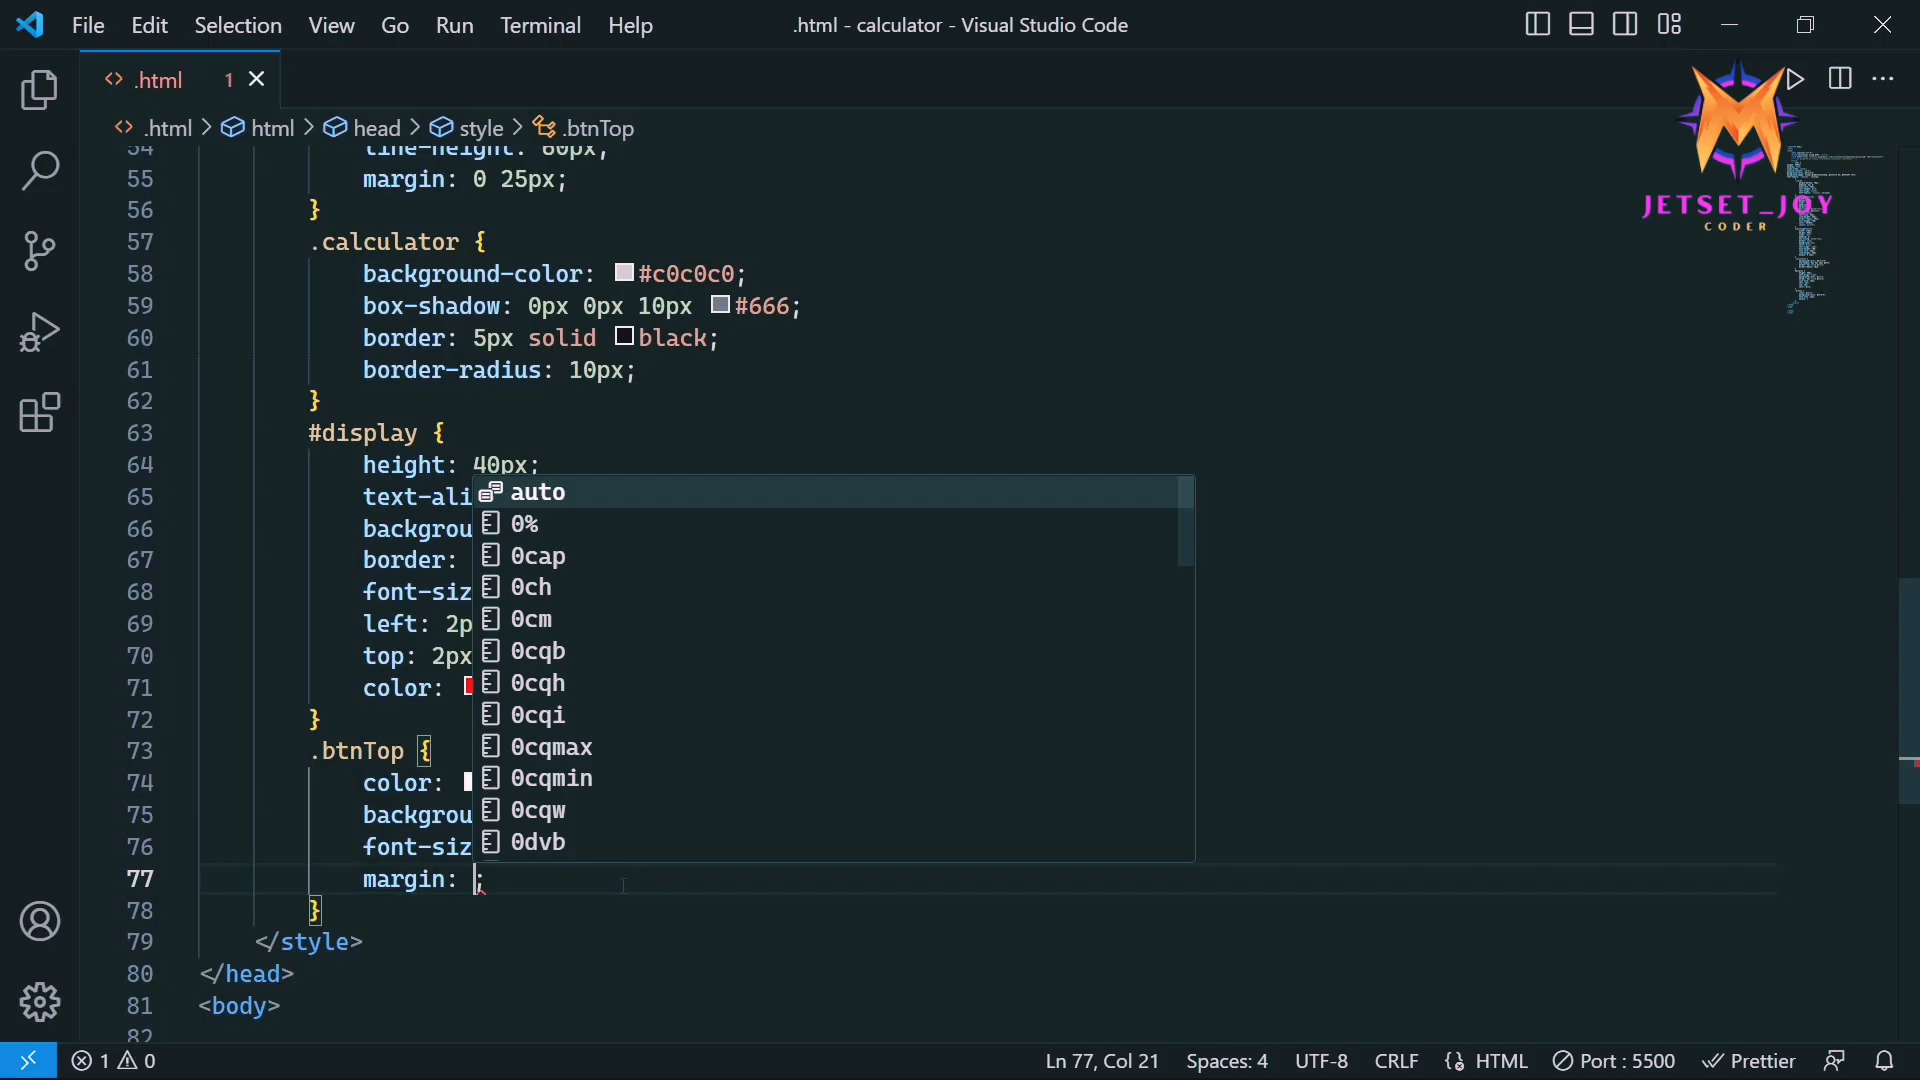 File Edit Selection View Go Run Terminal Help .html - calculator - Visual Studio Code
.html 1
JETSET_JOY
CODER
.html > html > head > style > .btnTop
54 line-height: 60px;
55 margin: 0 25px;
56 }
57 .calculator {
58 background-color: #c0c0c0;
59 box-shadow: 0px 0px 10px #666;
60 border: 5px solid black;
61 border-radius: 10px;
62 }
63 #display {
64 height: 40px;
65 text-ali
66 backgrou
67 border:
68 font-siz
69 left: 2p
70 top: 2px
71 color:
72 }
73 .btnTop {
74 color:
75 backgrou
76 font-siz
77 margin: ;
78 }
79 </style>
80 </head>
81 <body>
82
auto
0%
0cap
0ch
0cm
0cqb
0cqh
0cqi
0cqmax
0cqmin
0cqw
0dvb
1 0 Ln 77, Col 21 Spaces: 4 UTF-8 CRLF HTML Port : 5500 Prettier